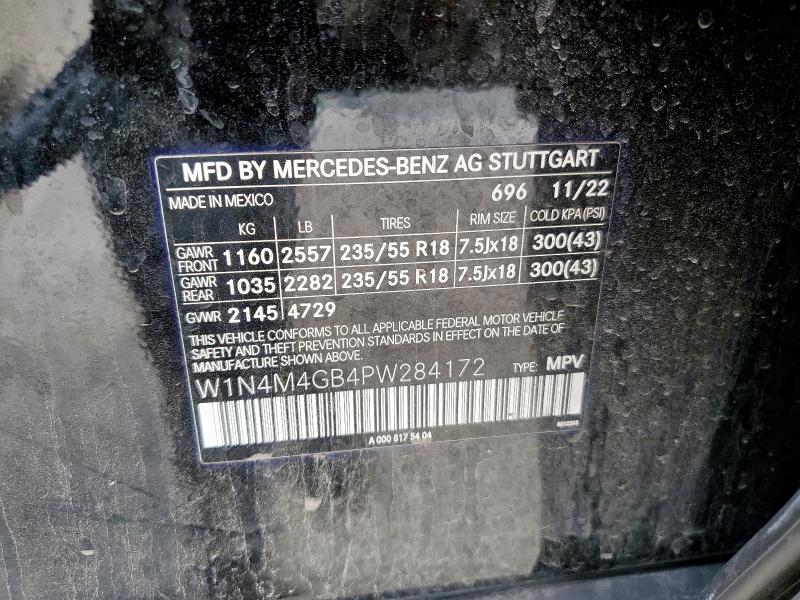 MFD BY MERCEDES-BENZ AG STUTTGART
MADE IN MEXICO 696 11/22
KG LB TIRES RIM SIZE COLD KPA (PSI)
GAWR FRONT 1160 2557 235/55 R18 7.5Jx18 300(43)
GAWR REAR 1035 2282 235/55 R18 7.5Jx18 300(43)
GVWR 2145 4729
THIS VEHICLE CONFORMS TO ALL APPLICABLE FEDERAL MOTOR VEHICLE
SAFETY AND THEFT PREVENTION STANDARDS IN EFFECT ON THE DATE OF
MANUFACTURE SHOWN ABOVE.
W1N4M4GB4PW284172 TYPE: MPV
A 000 817 54 04